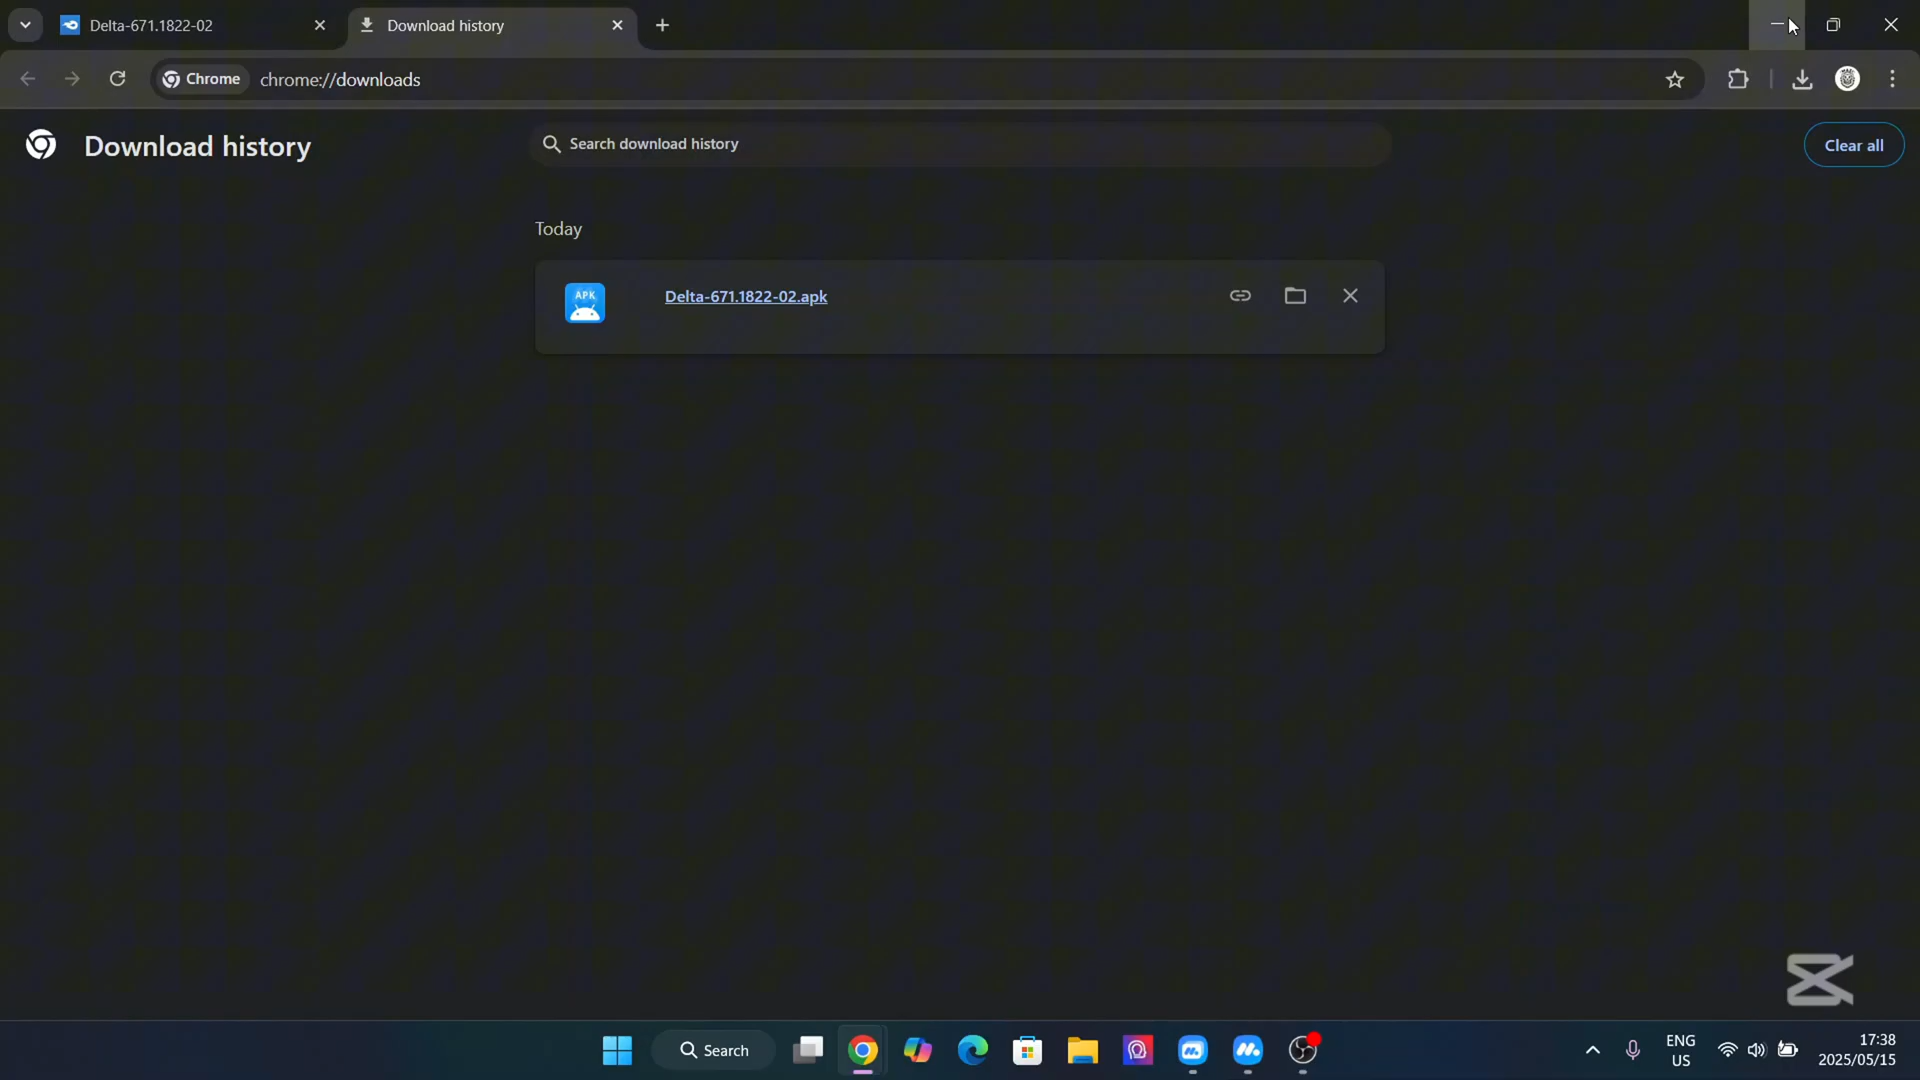 Delta-671.1822-02
Download history
Chrome
chrome://downloads
Download history
Search download history
Clear all
Today
APK
Delta-671.1822-02.apk
Search
ENG
US
17:38
2025/05/15